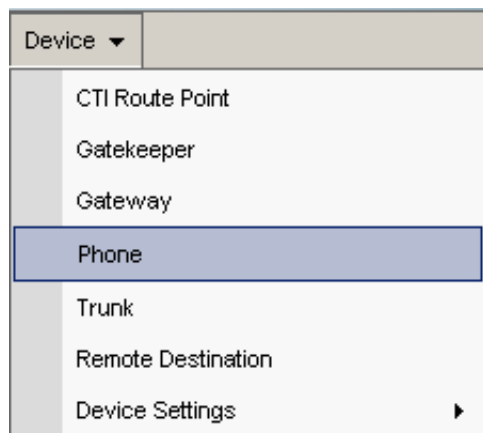 Device
CTI Route Point
Gatekeeper
Gateway
Phone
Trunk
Remote Destination
Device Settings